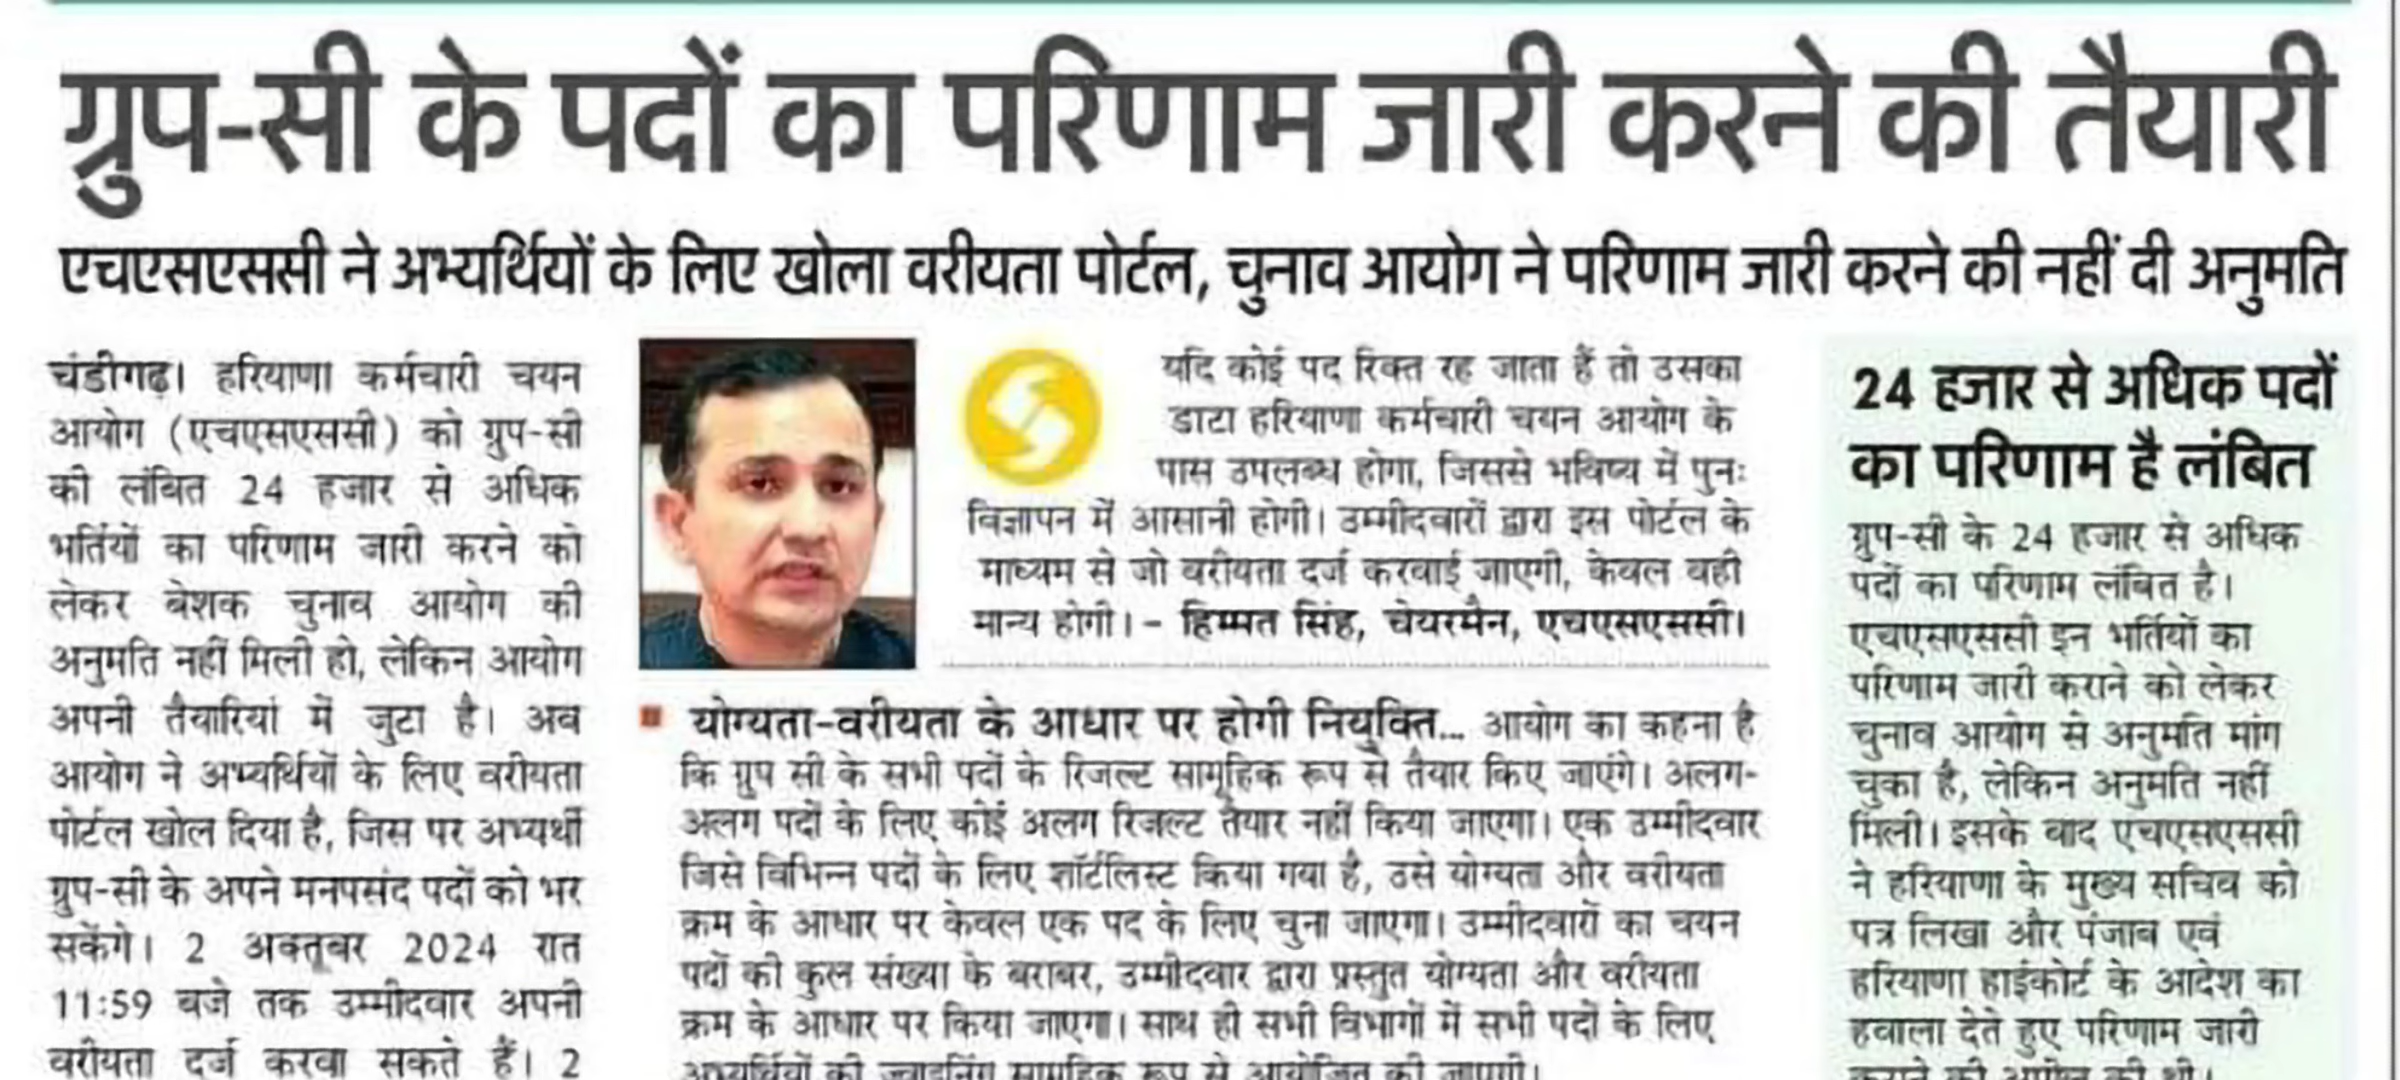 ग्रुप-सी के पदों का परिणाम जारी करने की तैयारी
एचएसएससी ने अभ्यर्थियों के लिए खोला वरीयता पोर्टल, चुनाव आयोग ने परिणाम जारी करने की नहीं दी अनुमति
चंडीगढ़। हरियाणा कर्मचारी चयन
आयोग (एचएसएससी) को ग्रुप-सी
की लंबित 24 हजार से अधिक
भर्तियों का परिणाम जारी करने को
लेकर बेशक चुनाव आयोग की
अनुमति नहीं मिली हो, लेकिन आयोग
अपनी तैयारियां में जुटा है। अब
आयोग ने अभ्यर्थियों के लिए वरीयता
पोर्टल खोल दिया है, जिस पर अभ्यर्थी
ग्रुप-सी के अपने मनपसंद पदों को भर
सकेंगे। 2 अक्तूबर 2024 रात
11:59 बजे तक उम्मीदवार अपनी
वरीयता दर्ज करवा सकते हैं। 2
यदि कोई पद रिक्त रह जाता हैं तो उसका
डाटा हरियाणा कर्मचारी चयन आयोग के
पास उपलब्ध होगा, जिससे भविष्य में पुनः
विज्ञापन में आसानी होगी। उम्मीदवारों द्वारा इस पोर्टल के
माध्यम से जो वरीयता दर्ज करवाई जाएगी, केवल वही
मान्य होगी।- हिम्मत सिंह, चेयरमैन, एचएसएससी।
योग्यता-वरीयता के आधार पर होगी नियुक्ति... आयोग का कहना है
कि ग्रुप सी के सभी पदों के रिजल्ट सामूहिक रूप से तैयार किए जाएंगे। अलग-
अलग पदों के लिए कोई अलग रिजल्ट तैयार नहीं किया जाएगा। एक उम्मीदवार
जिसे विभिन्न पदों के लिए शॉर्टलिस्ट किया गया है, उसे योग्यता और वरीयता
क्रम के आधार पर केवल एक पद के लिए चुना जाएगा। उम्मीदवारों का चयन
पदों की कुल संख्या के बराबर, उम्मीदवार द्वारा प्रस्तुत योग्यता और वरीयता
क्रम के आधार पर किया जाएगा। साथ ही सभी विभागों में सभी पदों के लिए
अभ्यर्थियों की ज्वाइनिंग सामूहिक रूप से आयोजित की जाएगी।
24 हजार से अधिक पदों
का परिणाम है लंबित
ग्रुप-सी के 24 हजार से अधिक
पदों का परिणाम लंबित है।
एचएसएससी इन भर्तियों का
परिणाम जारी कराने को लेकर
चुनाव आयोग से अनुमति मांग
चुका है, लेकिन अनुमति नहीं
मिली। इसके बाद एचएसएससी
ने हरियाणा के मुख्य सचिव को
पत्र लिखा और पंजाब एवं
हरियाणा हाईकोर्ट के आदेश का
हवाला देते हुए परिणाम जारी
कराने की अपील की थी।